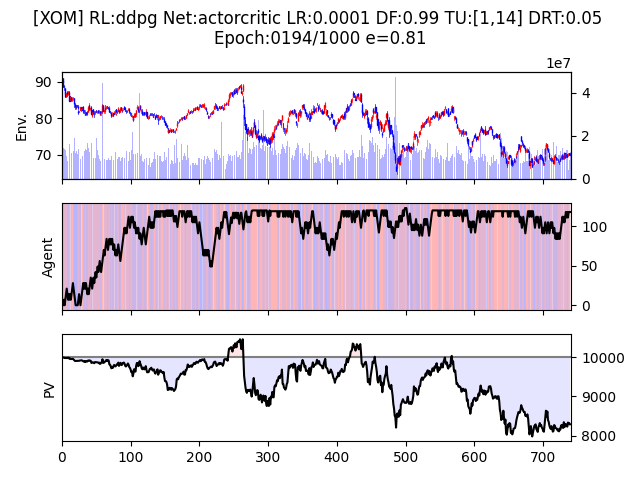 [XOM] RL:ddpg Net:actorcritic LR:0.0001 DF:0.99 TU:[1,14] DRT:0.05
Epoch:0194/1000 e=0.81
1e7
Env.
90
80
70
4
2
0
Agent
100
50
0
PV
10000
9000
8000
0 100 200 300 400 500 600 700